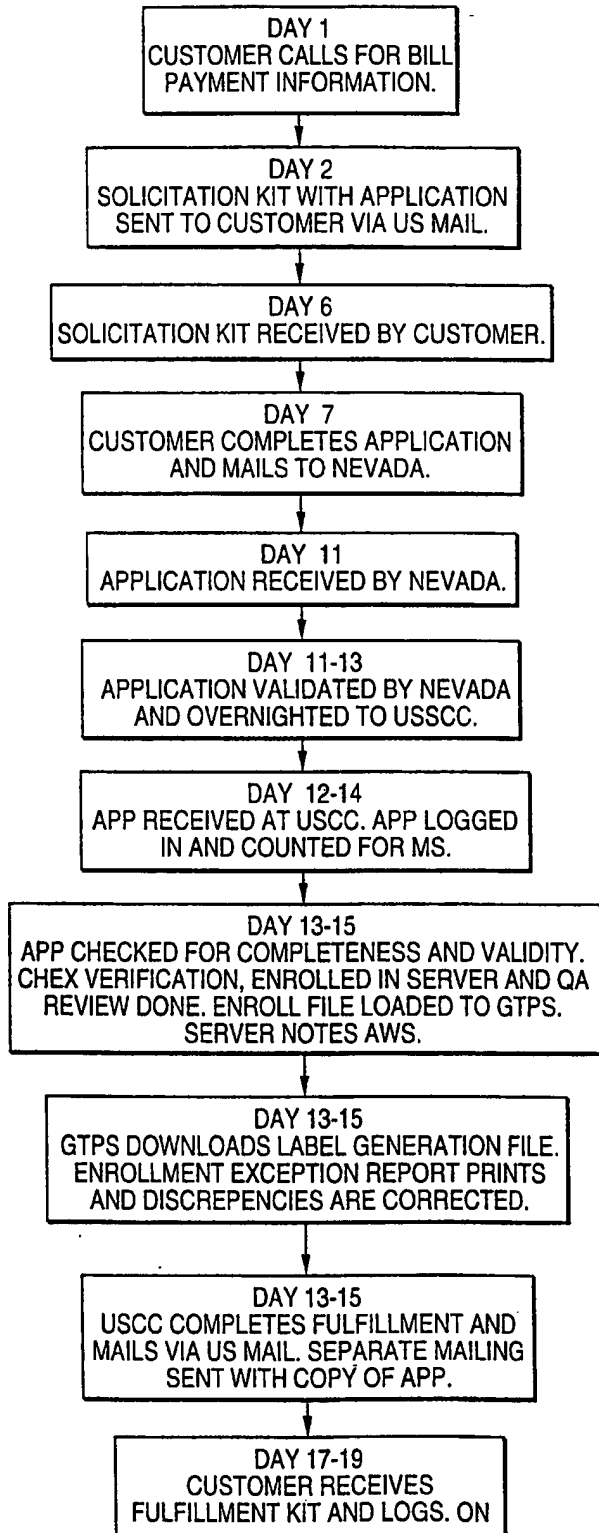 DAY 1
CUSTOMER CALLS FOR BILL
PAYMENT INFORMATION.
DAY 2
SOLICITATION KIT WITH APPLICATION
SENT TO CUSTOMER VIA US MAIL.
DAY 6
SOLICITATION KIT RECEIVED BY CUSTOMER.
DAY 7
CUSTOMER COMPLETES APPLICATION
AND MAILS TO NEVADA.
DAY 11
APPLICATION RECEIVED BY NEVADA.
DAY 11-13
APPLICATION VALIDATED BY NEVADA
AND OVERNIGHTED TO USSCC.
DAY 12-14
APP RECEIVED AT USCC. APP LOGGED
IN AND COUNTED FOR MS.
DAY 13-15
APP CHECKED FOR COMPLETENESS AND VALIDITY.
CHEX VERIFICATION, ENROLLED IN SERVER AND QA
REVIEW DONE. ENROLL FILE LOADED TO GTPS.
SERVER NOTES AWS.
DAY 13-15
GTPS DOWNLOADS LABEL GENERATION FILE.
ENROLLMENT EXCEPTION REPORT PRINTS
AND DISCREPENCIES ARE CORRECTED.
DAY 13-15
USCC COMPLETES FULFILLMENT AND
MAILS VIA US MAIL. SEPARATE MAILING
SENT WITH COPY OF APP.
DAY 17-19
CUSTOMER RECEIVES
FULFILLMENT KIT AND LOGS. ON